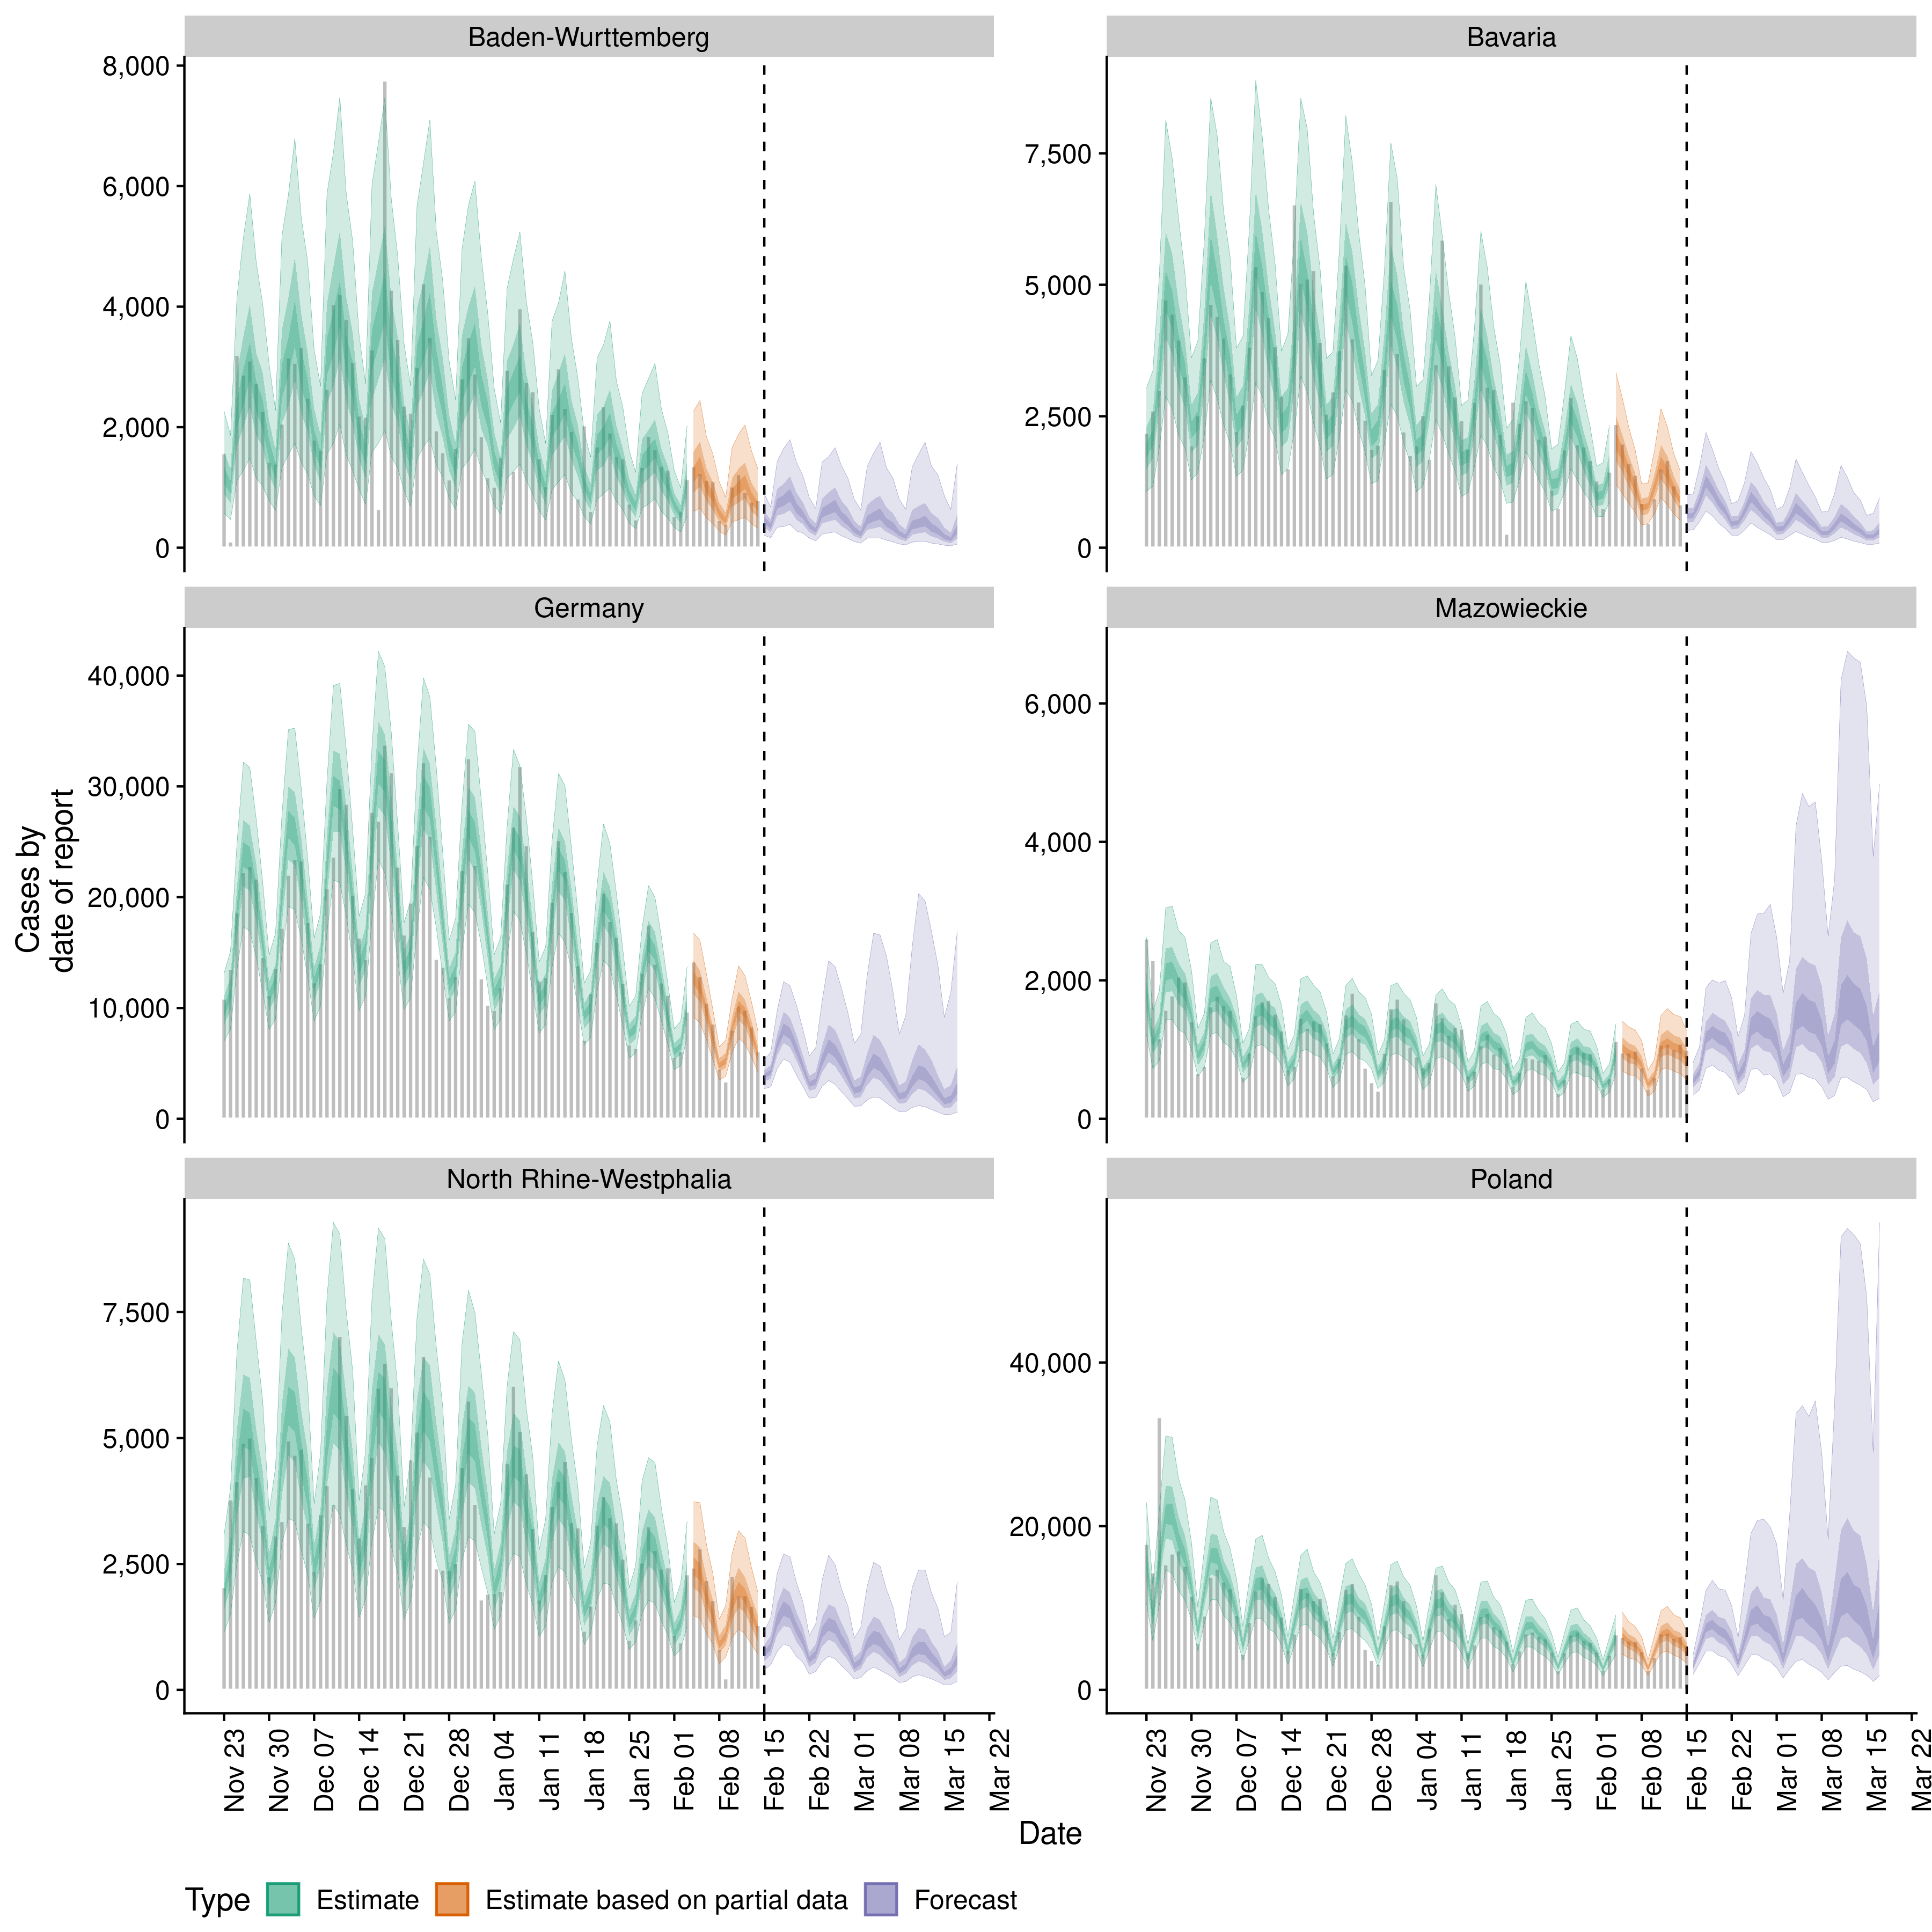 Baden-Wurttemberg
Bavaria
8,000
6,000
4,000
2,000
0
7,500
5,000
2,500
0
Germany
Mazowieckie
40,000
30,000
20,000
10,000
0
6,000
4,000
2,000
0
Cases by
date of report
North Rhine-Westphalia
Poland
7,500
5,000
2,500
0
40,000
20,000
0
Nov 23
Nov 30
Dec 07
Dec 14
Dec 21
Dec 28
Jan 04
Jan 11
Jan 18
Jan 25
Feb 01
Feb 08
Feb 15
Feb 22
Mar 01
Mar 08
Mar 15
Mar 22
Nov 23
Nov 30
Dec 07
Dec 14
Dec 21
Dec 28
Jan 04
Jan 11
Jan 18
Jan 25
Feb 01
Feb 08
Feb 15
Feb 22
Mar 01
Mar 08
Mar 15
Mar 22
Date
Type Estimate Estimate based on partial data Forecast